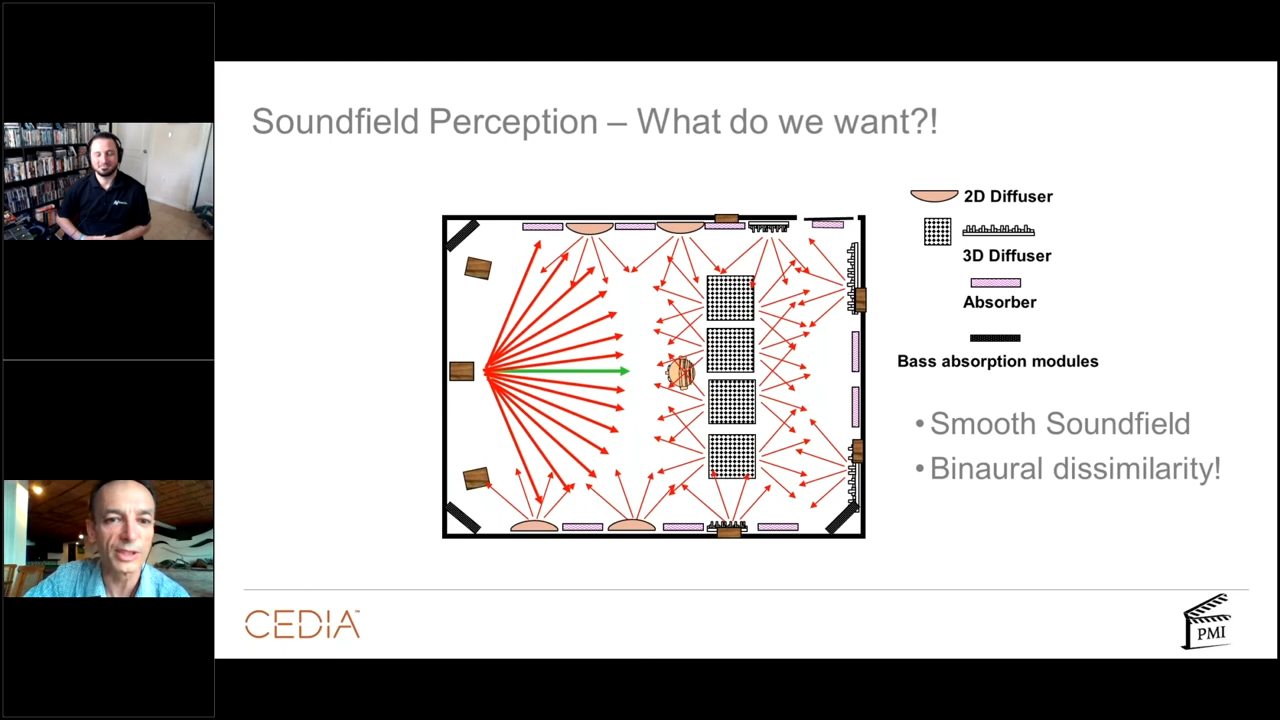 Soundfield Perception – What do we want?!
2D Diffuser
3D Diffuser
Absorber
Bass absorption modules
• Smooth Soundfield
• Binaural dissimilarity!
CEDIA™
PMI